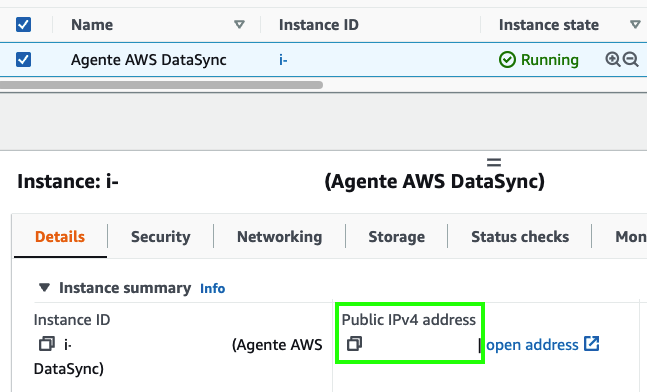 Name Instance ID Instance state
Agente AWS DataSync i- Running
Instance: i- (Agente AWS DataSync)
Details Security Networking Storage Status checks Mon
Instance summary Info
Instance ID Public IPv4 address
i- (Agente AWS | open address
DataSync)